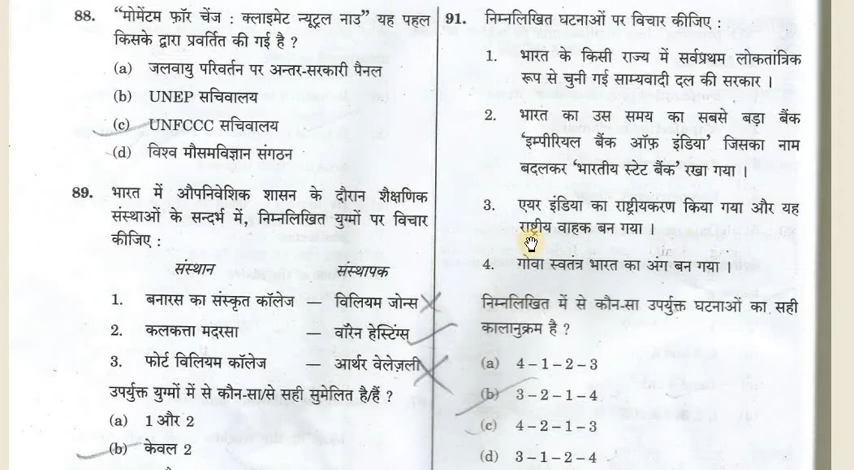 88. “मोमेंटम फ़ॉर चेंज : क्लाइमेट न्यूट्रल नाउ” यह पहल
किसके द्वारा प्रवर्तित की गई है ?
(a) जलवायु परिवर्तन पर अन्तर-सरकारी पैनल
(b) UNEP सचिवालय
(c) UNFCCC सचिवालय
(d) विश्व मौसमविज्ञान संगठन
89. भारत में औपनिवेशिक शासन के दौरान शैक्षणिक
संस्थाओं के सन्दर्भ में, निम्नलिखित युग्मों पर विचार
कीजिए :
संस्थान संस्थापक
1. बनारस का संस्कृत कॉलेज — विलियम जोन्स
2. कलकत्ता मदरसा — वॉरेन हेस्टिंग्स
3. फोर्ट विलियम कॉलेज — आर्थर वेलेज़ली
उपर्युक्त युग्मों में से कौन-सा/से सही सुमेलित है/हैं ?
(a) 1 और 2
(b) केवल 2
91. निम्नलिखित घटनाओं पर विचार कीजिए :
1. भारत के किसी राज्य में सर्वप्रथम लोकतांत्रिक
रूप से चुनी गई साम्यवादी दल की सरकार ।
2. भारत का उस समय का सबसे बड़ा बैंक
‘इम्पीरियल बैंक ऑफ़ इंडिया’ जिसका नाम
बदलकर ‘भारतीय स्टेट बैंक’ रखा गया ।
3. एयर इंडिया का राष्ट्रीयकरण किया गया और यह
राष्ट्रीय वाहक बन गया ।
4. गोवा स्वतंत्र भारत का अंग बन गया ।
निम्नलिखित में से कौन-सा उपर्युक्त घटनाओं का सही
कालानुक्रम है ?
(a) 4 – 1 – 2 – 3
(b) 3 – 2 – 1 – 4
(c) 4 – 2 – 1 – 3
(d) 3 – 1 – 2 – 4